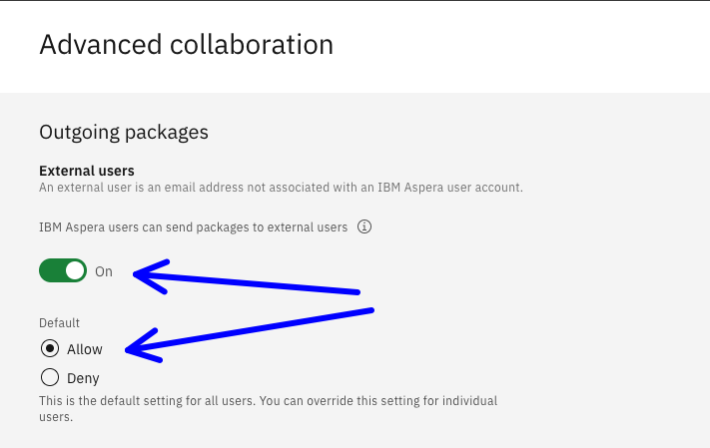 Advanced collaboration
Outgoing packages
External users
An external user is an email address not associated with an IBM Aspera user account.
IBM Aspera users can send packages to external users
On
Default
Allow
Deny
This is the default setting for all users. You can override this setting for individual
users.